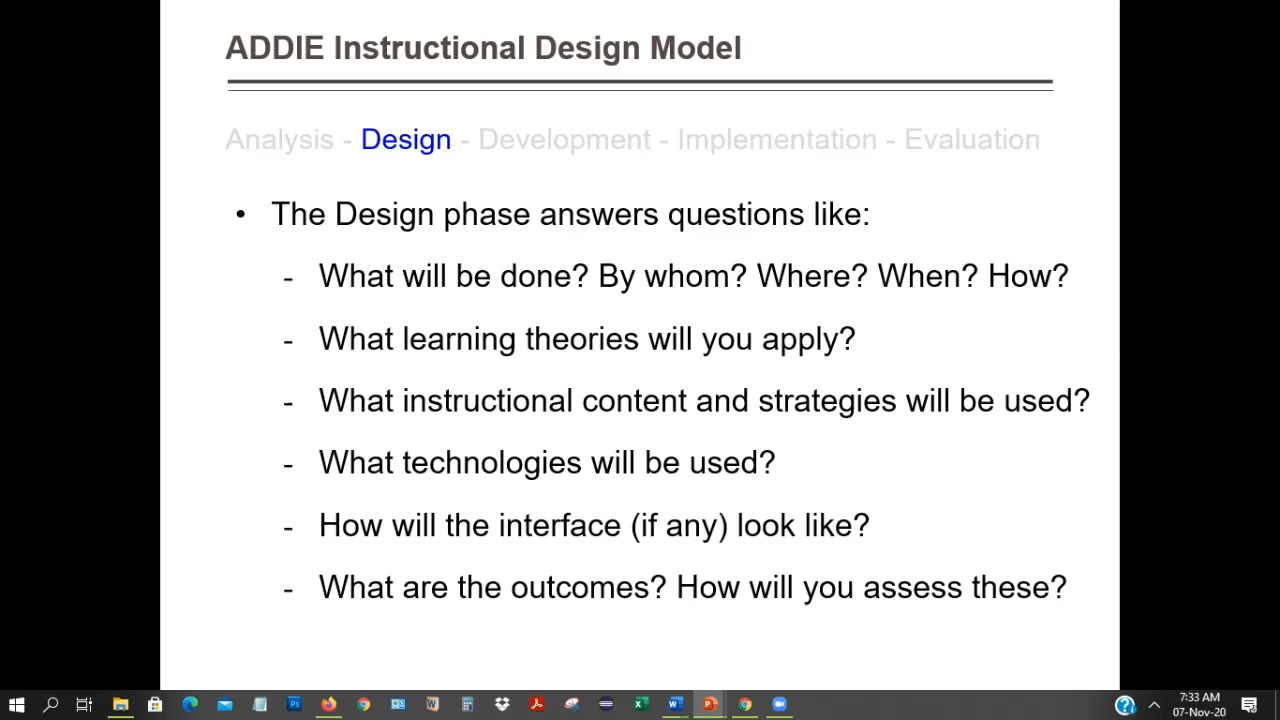 ADDIE Instructional Design Model
Analysis - Design - Development - Implementation - Evaluation
• The Design phase answers questions like:
- What will be done? By whom? Where? When? How?
- What learning theories will you apply?
- What instructional content and strategies will be used?
- What technologies will be used?
- How will the interface (if any) look like?
- What are the outcomes? How will you assess these?
7:33 AM
07-Nov-20